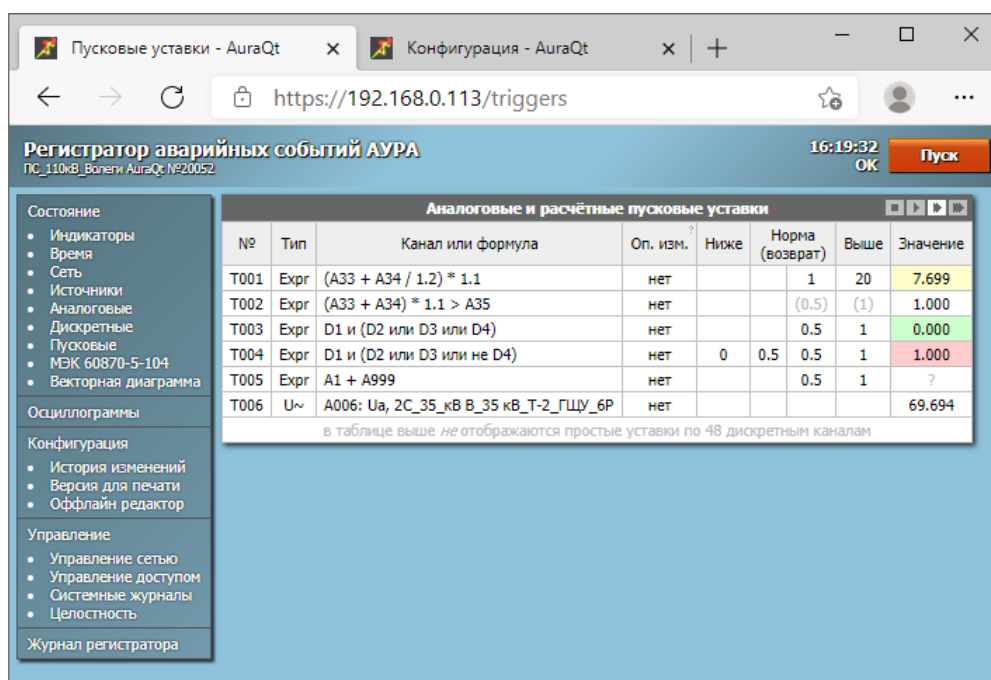 Пусковые уставки - AuraQt
Конфигурация - AuraQt
https://192.168.0.113/triggers
Регистратор аварийных событий АУРА
ПС_110кВ_Волеги AuraQt №20052
16:19:32
OK
Пуск
Состояние
Индикаторы
Время
Сеть
Источники
Аналоговые
Дискретные
Пусковые
МЭК 60870-5-104
Векторная диаграмма
Осциллограммы
Конфигурация
История изменений
Версия для печати
Оффлайн редактор
Управление
Управление сетью
Управление доступом
Системные журналы
Целостность
Журнал регистратора
Аналоговые и расчётные пусковые уставки
№ Тип Канал или формула Оп. изм. ? Ниже Норма (возврат) Выше Значение
T001 Expr (A33 + A34 / 1.2) * 1.1 нет 1 20 7.699
T002 Expr (A33 + A34) * 1.1 > A35 нет (0.5) (1) 1.000
T003 Expr D1 и (D2 или D3 или D4) нет 0.5 1 0.000
T004 Expr D1 и (D2 или D3 или не D4) нет 0 0.5 0.5 1 1.000
T005 Expr A1 + A999 нет 0.5 1 ?
T006 U~ A006: Ua, 2С_35_кВ В_35 кВ_Т-2_ГЩУ_6Р нет 69.694
в таблице выше не отображаются простые уставки по 48 дискретным каналам